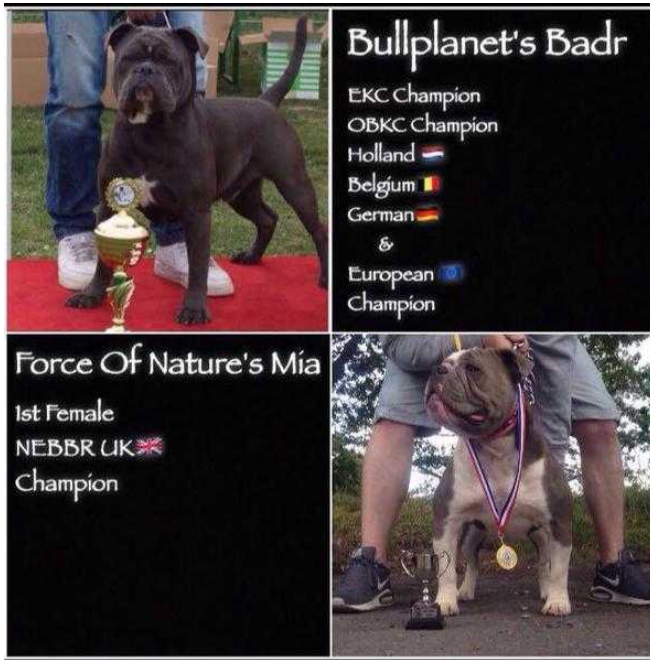 Bullplanet's Badr
EKC Champion
OBKC Champion
Holland 🇳🇱
Belgium 🇧🇪
German 🇩🇪
&
European 🇪🇺
Champion
Force Of Nature's Mia
1st Female
NEBBR UK 🇬🇧
Champion